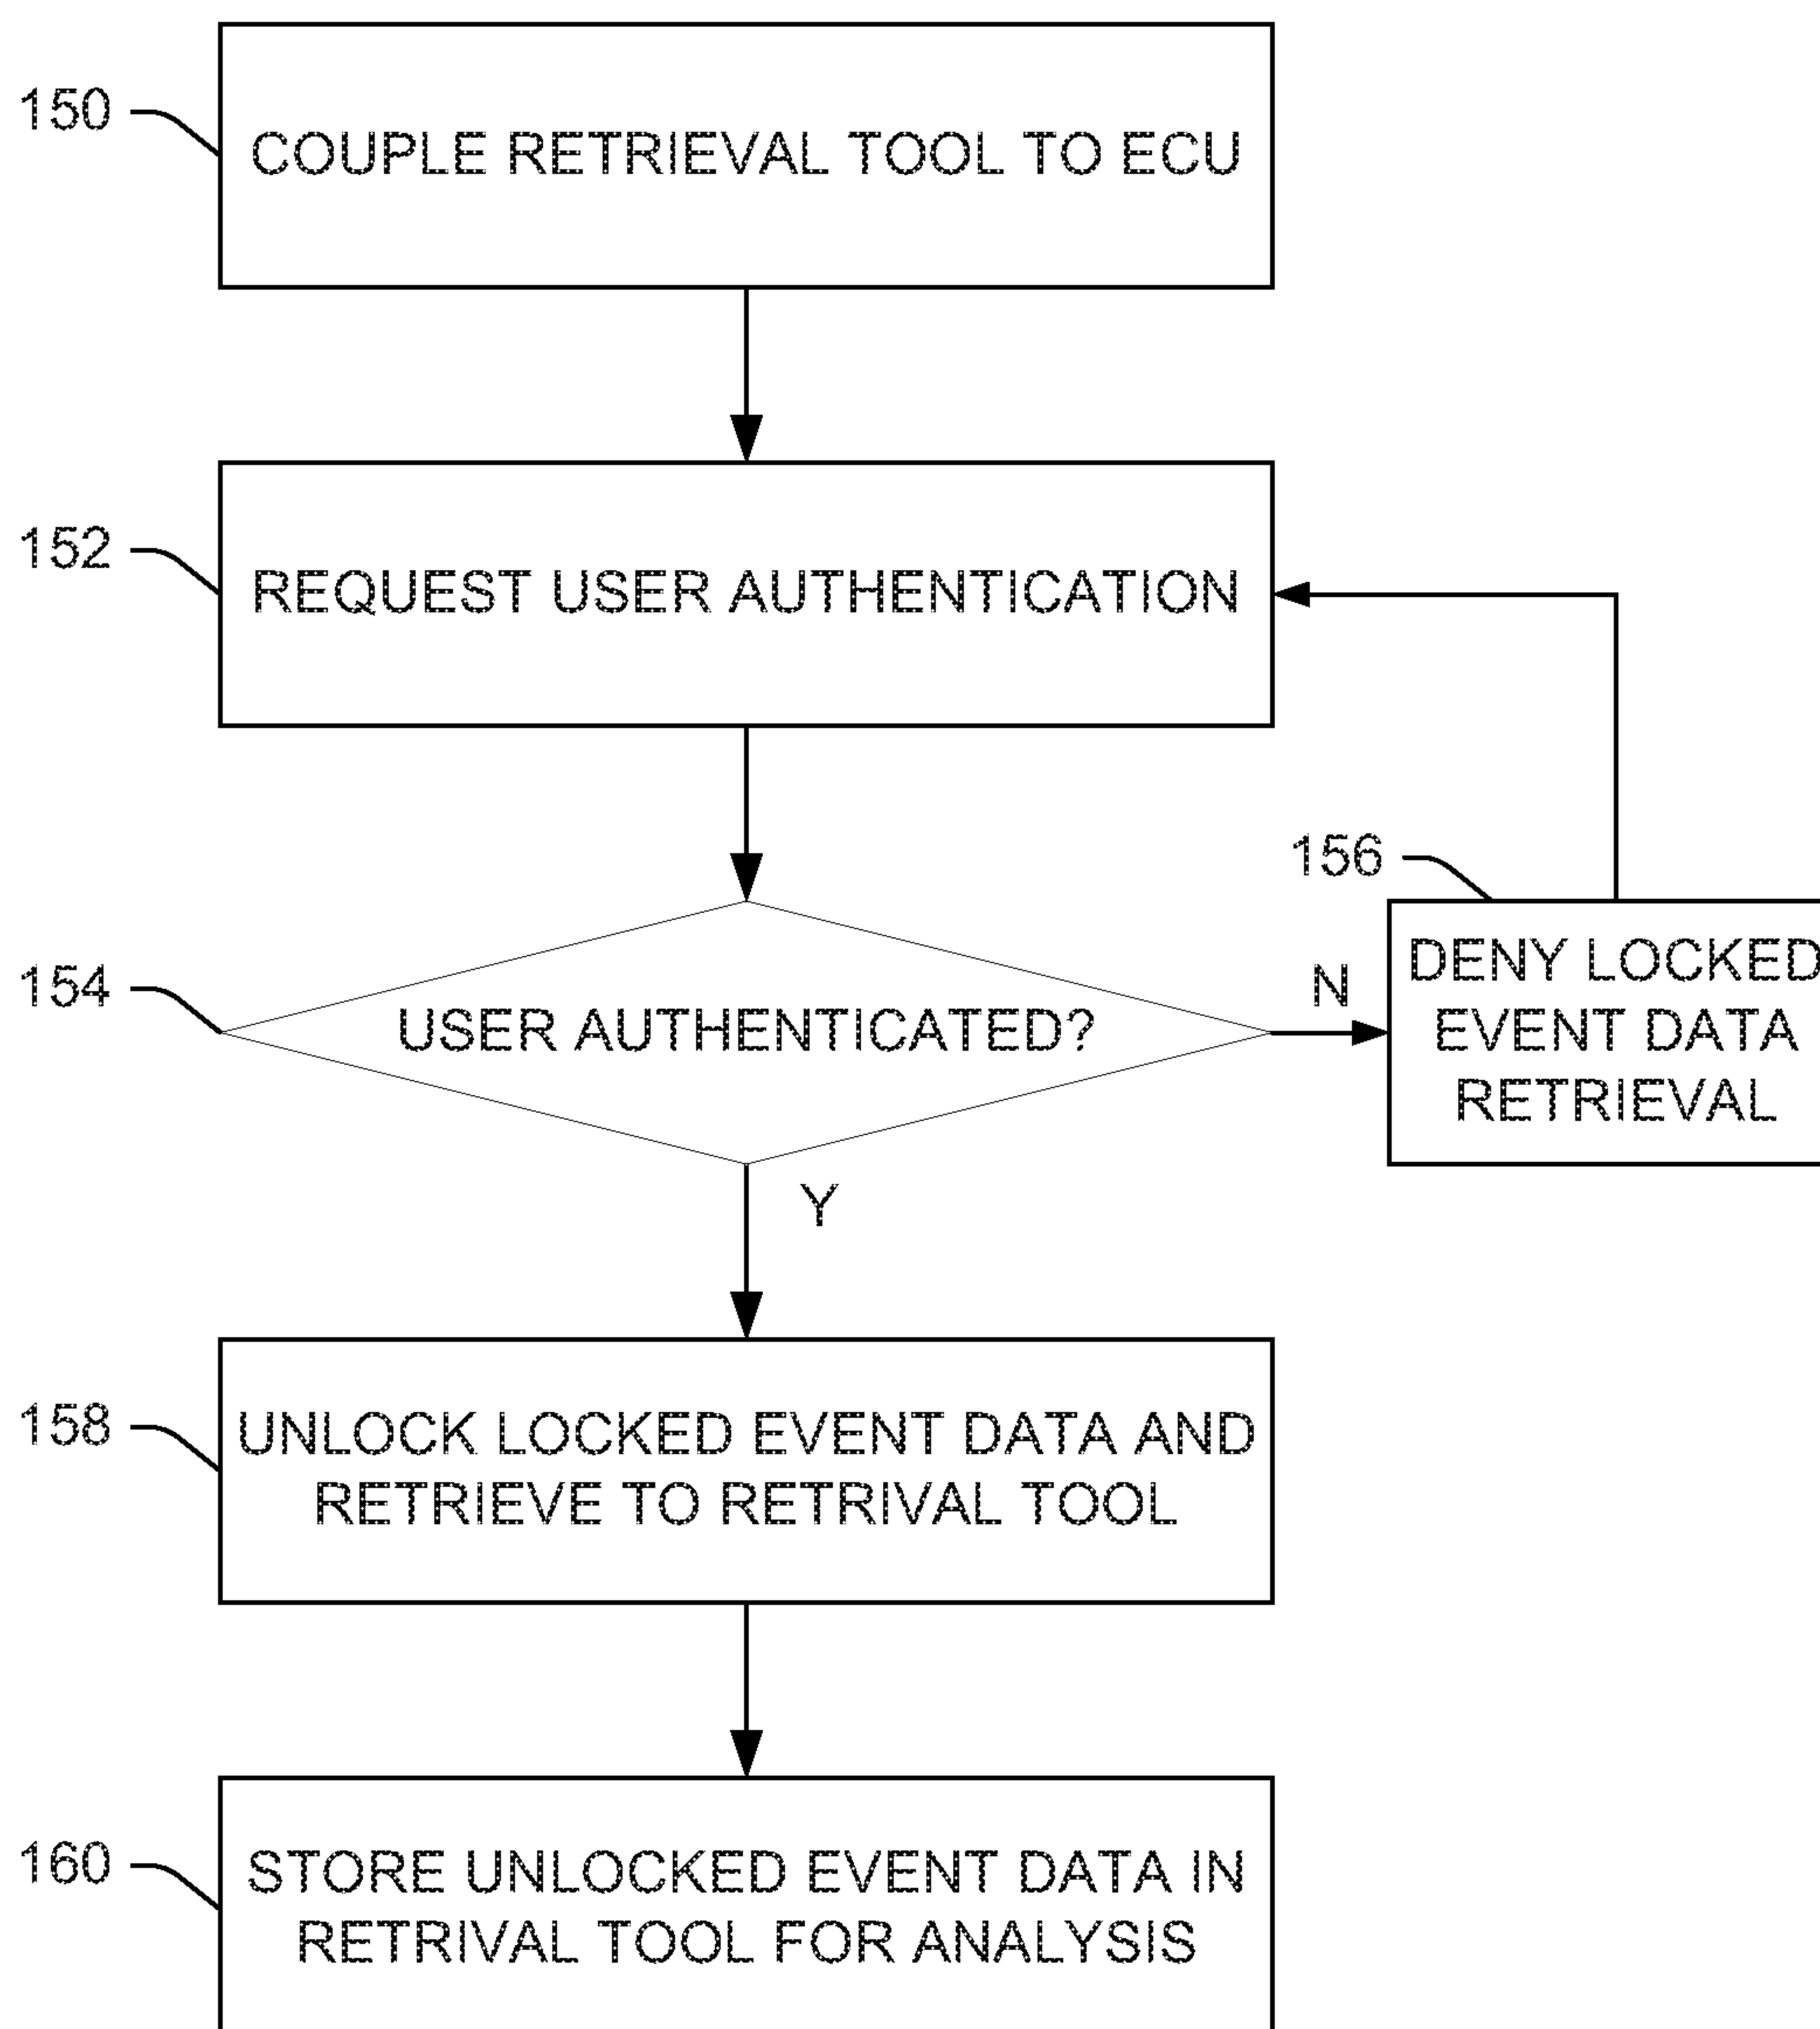 150
COUPLE RETRIEVAL TOOL TO ECU
152
REQUEST USER AUTHENTICATION
154
USER AUTHENTICATED?
N
156
DENY LOCKED
EVENT DATA
RETRIEVAL
Y
158
UNLOCK LOCKED EVENT DATA AND
RETRIEVE TO RETRIVAL TOOL
160
STORE UNLOCKED EVENT DATA IN
RETRIVAL TOOL FOR ANALYSIS